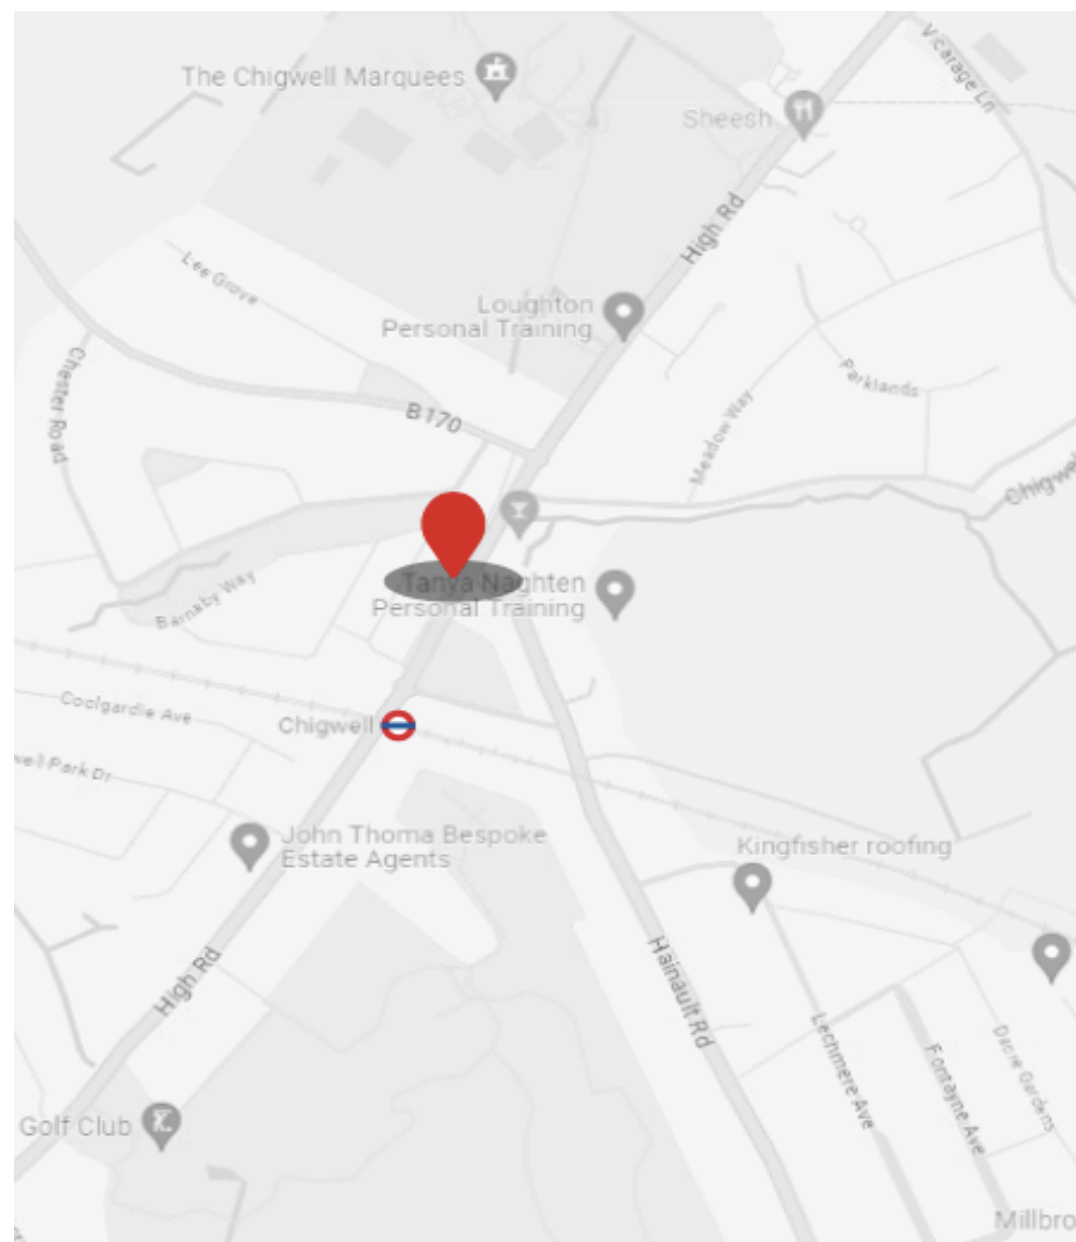 The Chigwell Marquees
Vicarage Ln
Sheesh
High Rd
Lee Grove
Loughton
Personal Training
Chester Road
B170
Parklands
Meadow Way
Tanya Naghten
Personal Training
Barnaby Way
Coolgardie Ave
Chigwell
Park Dr
John Thoma Bespoke
Estate Agents
Kingfisher roofing
High Rd
Hainault Rd
Lechmere Ave
Fontayne Ave
Dacre Gardens
Golf Club
Millbro